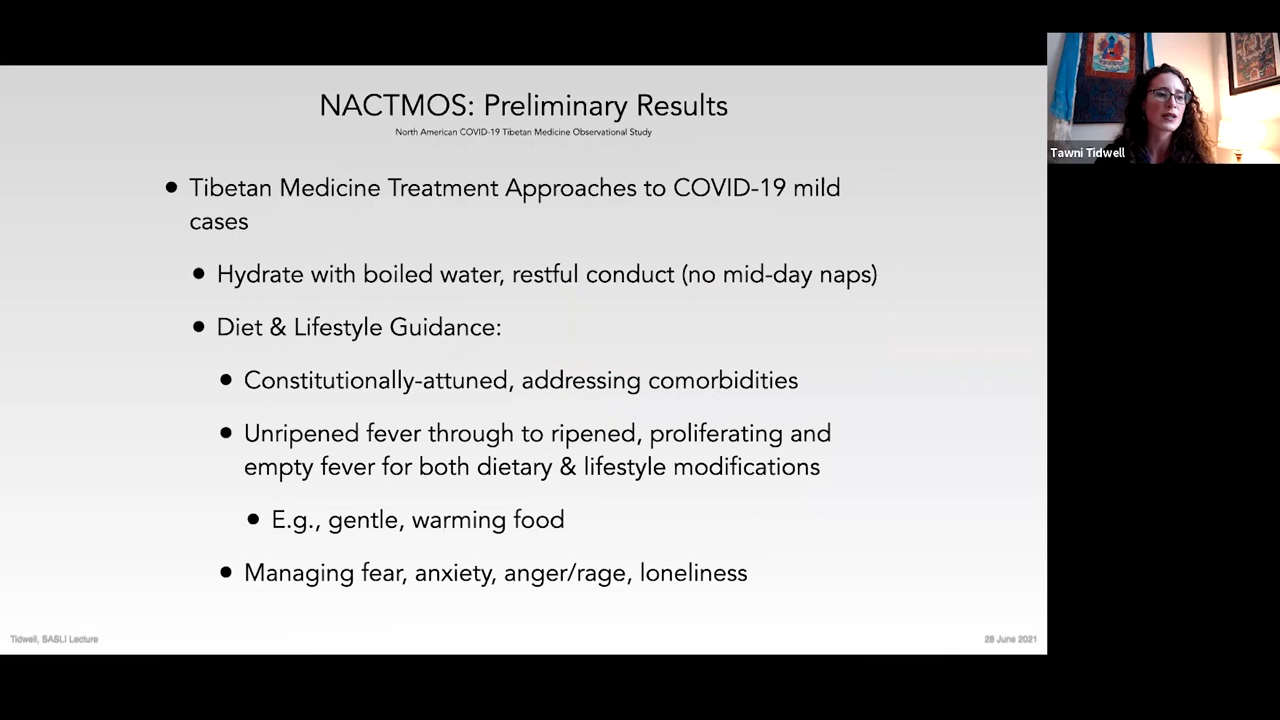 NACTMOS: Preliminary Results
North American COVID-19 Tibetan Medicine Observational Study
• Tibetan Medicine Treatment Approaches to COVID-19 mild
cases
• Hydrate with boiled water, restful conduct (no mid-day naps)
• Diet & Lifestyle Guidance:
• Constitutionally-attuned, addressing comorbidities
• Unripened fever through to ripened, proliferating and
empty fever for both dietary & lifestyle modifications
• E.g., gentle, warming food
• Managing fear, anxiety, anger/rage, loneliness
Tidwell, SASLI Lecture
28 June 2021
Tawni Tidwell